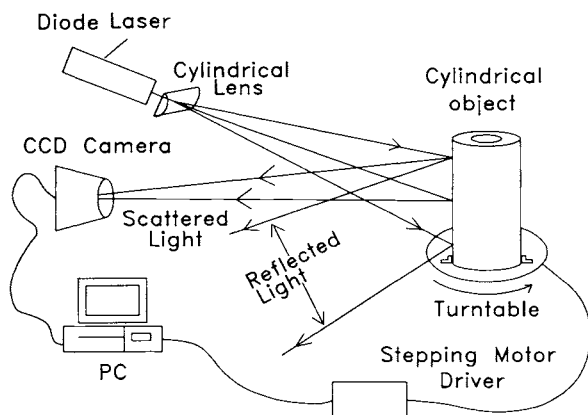 Diode Laser
Cylindrical
Lens
Cylindrical
object
CCD Camera
Scattered
Light
Reflected
Light
Turntable
PC
Stepping Motor
Driver